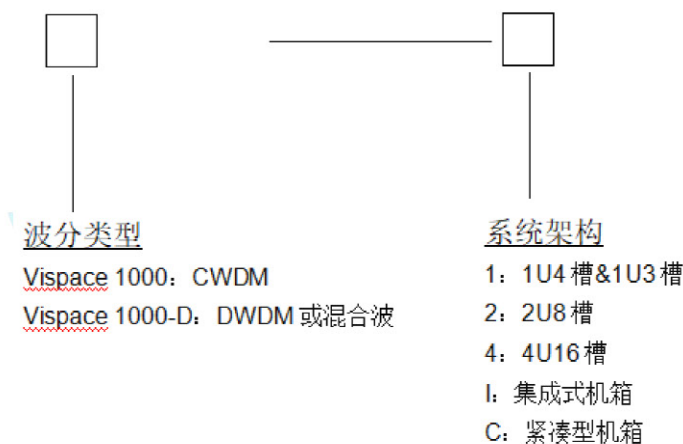 波分类型
Vispace 1000：CWDM
Vispace 1000-D：DWDM 或混合波
系统架构
1：1U4 槽&1U3 槽
2：2U8 槽
4：4U16 槽
I：集成式机箱
C：紧凑型机箱